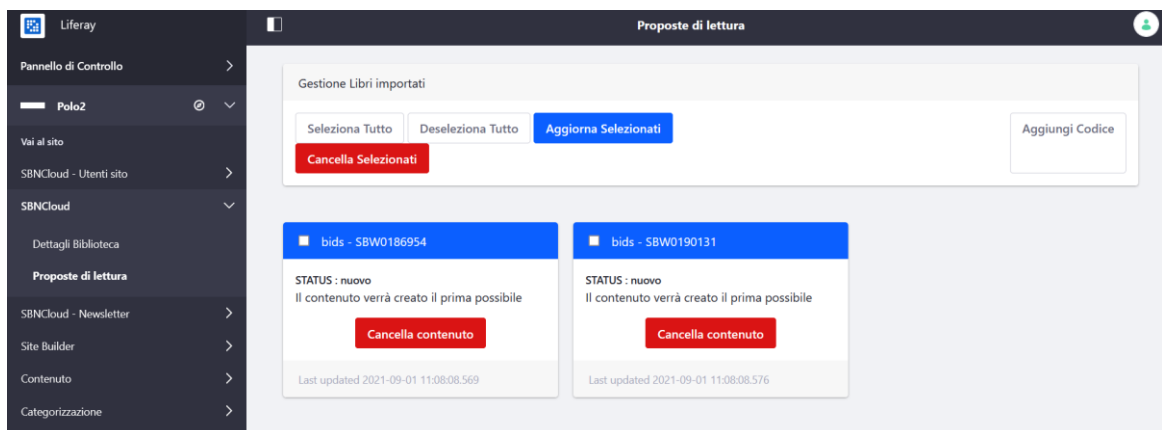 Liferay
Proposte di lettura
Pannello di Controllo
Polo2
Vai al sito
SBNCloud - Utenti sito
SBNCloud
Dettagli Biblioteca
Proposte di lettura
SBNCloud - Newsletter
Site Builder
Contenuto
Categorizzazione
Gestione Libri importati
Seleziona Tutto
Deseleziona Tutto
Aggiorna Selezionati
Aggiungi Codice
Cancella Selezionati
bids - SBW0186954
STATUS : nuovo
Il contenuto verrà creato il prima possibile
Cancella contenuto
Last updated 2021-09-01 11:08:08.569
bids - SBW0190131
STATUS : nuovo
Il contenuto verrà creato il prima possibile
Cancella contenuto
Last updated 2021-09-01 11:08:08.576